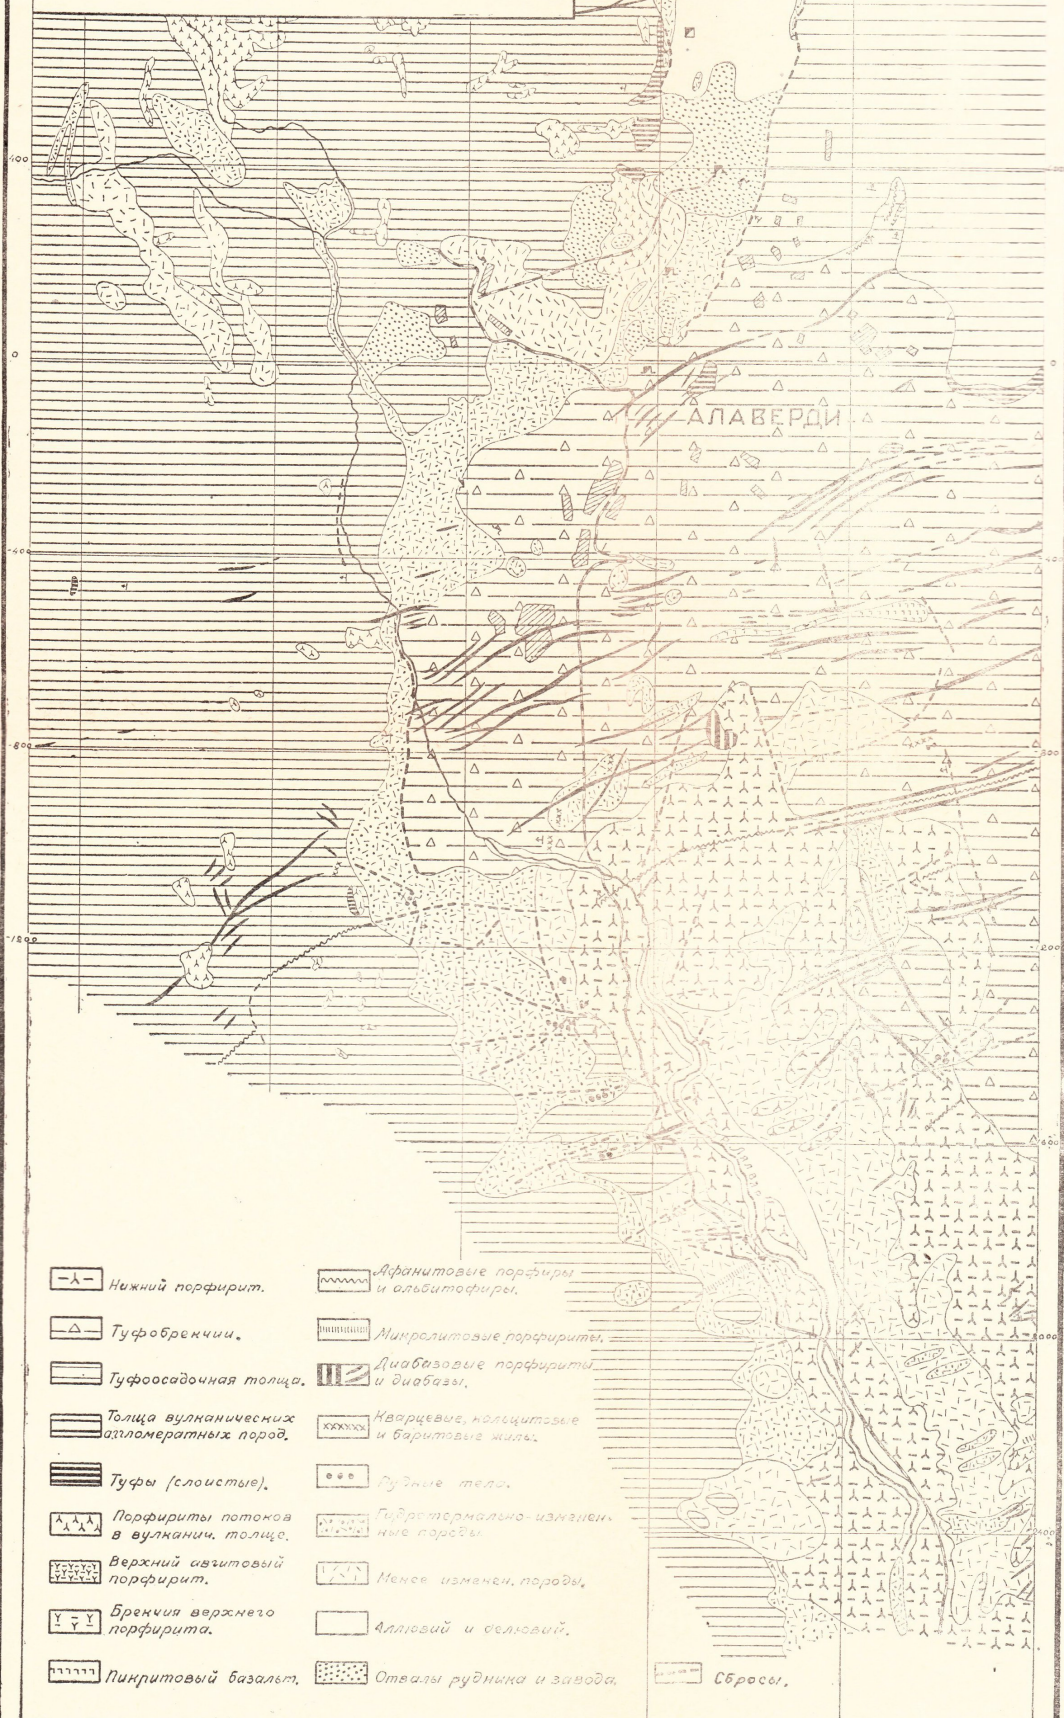 400
0
0
АЛАВЕРДИ
-400
-800
-800
-1200
-1200
Нижний порфирит.
Туфобрекчии.
Туфоосадочная толща.
Толща вулканических
агломератных пород.
Туфы (слоистые).
Порфириты потоков
в вулканич. толще.
Верхний авгитовый
порфирит.
Брекчия верхнего
порфирита.
Пикритовый базальт.
Афанитовые порфиры
и альбитофиры.
Микролитовые порфириты.
Диабазовые порфириты
и диабазы.
Кварцевые, кальцитовые
и баритовые жилы.
Рудные тела.
Гидротермально-изменен-
ные породы.
Менее изменен. породы.
Аллювий и делювий.
Отвалы рудника и завода.
Сбросы.